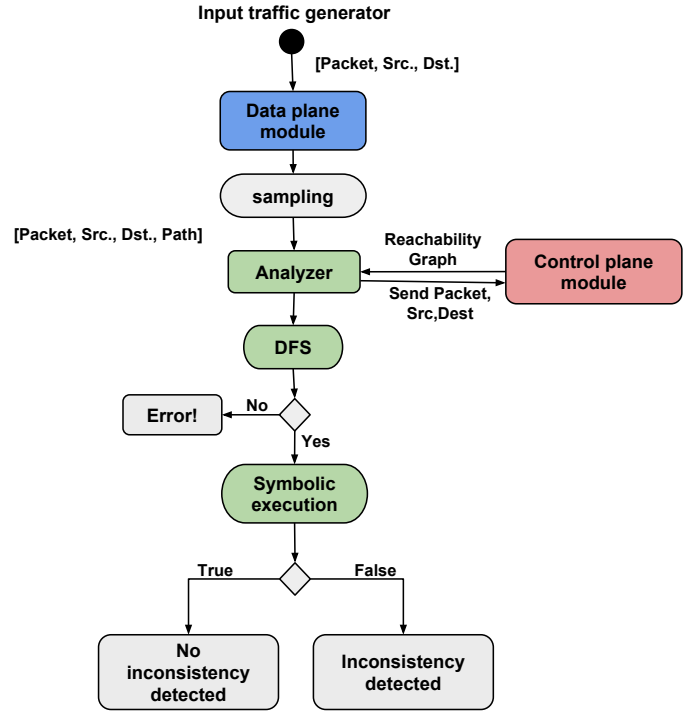 Input traffic generator
[Packet, Src., Dst.]
Data plane
module
sampling
[Packet, Src., Dst., Path]
Reachability
Graph
Analyzer
Control plane
module
Send Packet,
Src,Dest
DFS
Error!
No
Yes
Symbolic
execution
True
False
No
inconsistency
detected
Inconsistency
detected